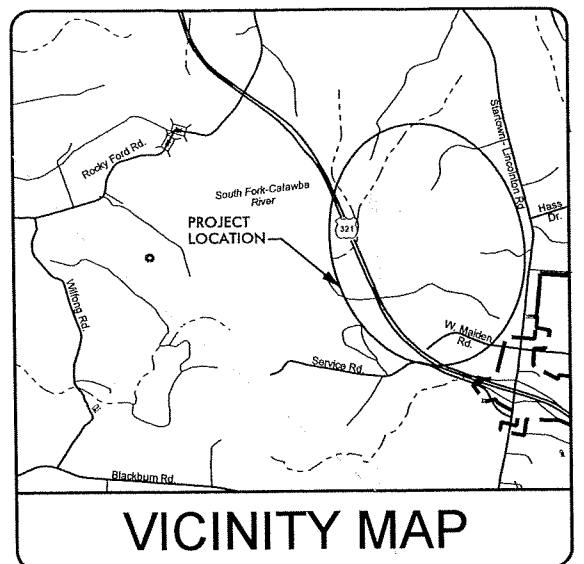 Rocky Ford Rd.
South Fork-Catawba
River
PROJECT
LOCATION
321
Startown - Lincolnton Rd
Hass
Dr.
Wilfong Rd.
W. Maiden
Rd.
Service Rd.
Blackburn Rd.
VICINITY MAP